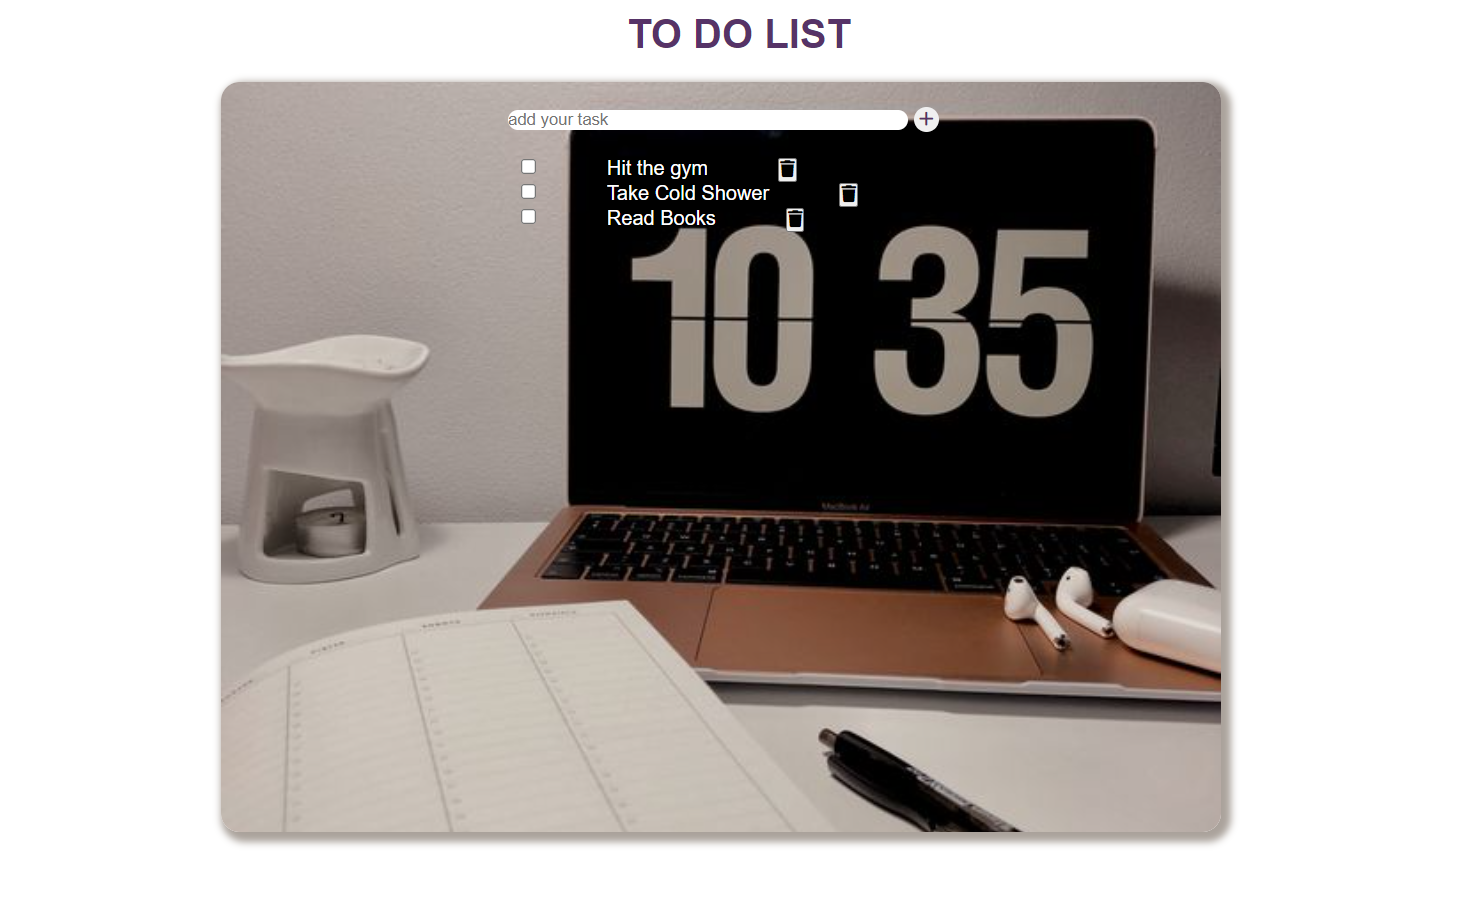 TO DO LIST
add your task
Hit the gym
Take Cold Shower
Read Books
10 35
MacBook Air